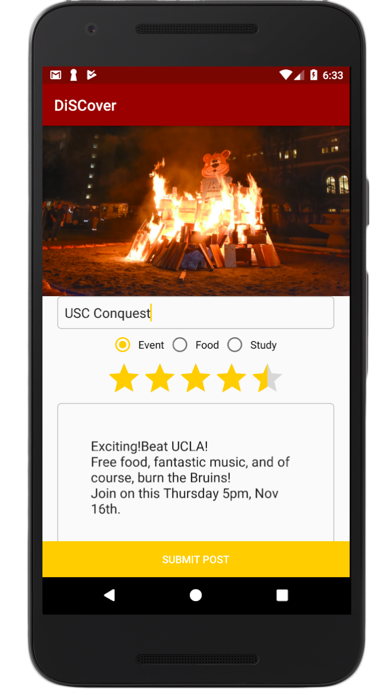 6:33
DiSCover
USC Conquest
Event Food Study
Exciting!Beat UCLA!
Free food, fantastic music, and of
course, burn the Bruins!
Join on this Thursday 5pm, Nov
16th.
SUBMIT POST